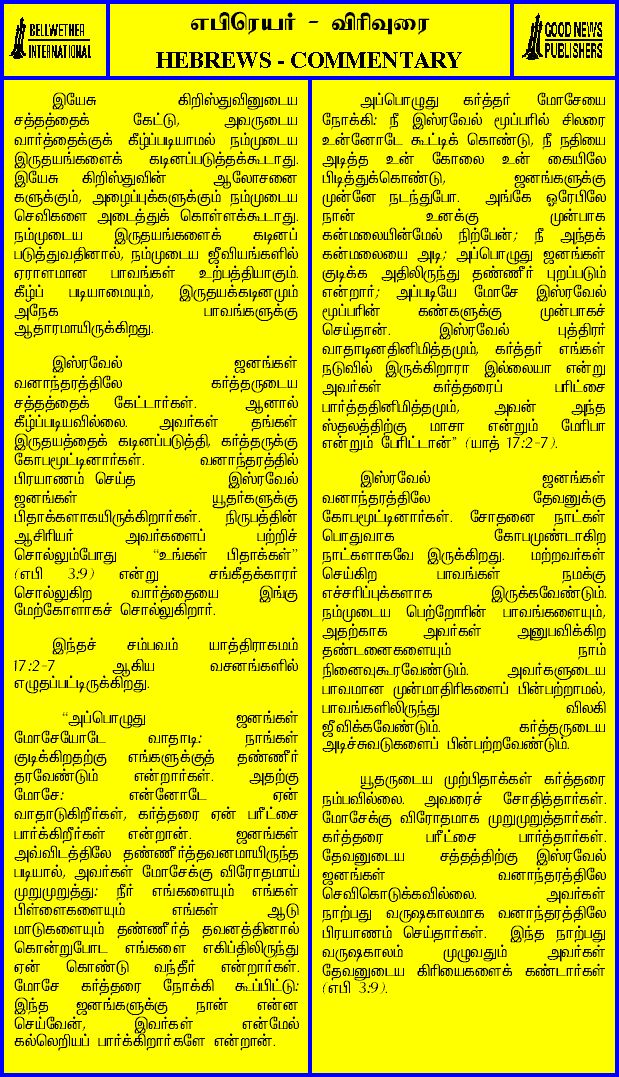 BELLWETHER
INTERNATIONAL
எபிரெயர் - விரிவுரை
HEBREWS - COMMENTARY
GOOD NEWS
PUBLISHERS
இயேசு கிறிஸ்துவினுடைய
சத்தத்தைக் கேட்டு, அவருடைய
வார்த்தைக்குக் கீழ்ப்படியாமல் நம்முடைய
இருதயங்களைக் கடினப்படுத்தக்கூடாது.
இயேசு கிறிஸ்துவின் ஆலோசனை
களுக்கும், அழைப்புக்களுக்கும் நம்முடைய
செவிகளை அடைத்துக் கொள்ளக்கூடாது.
நம்முடைய இருதயங்களைக் கடினப்
படுத்துவதினால், நம்முடைய ஜீவியங்களில்
ஏராளமான பாவங்கள் உற்பத்தியாகும்.
கீழ்ப் படியாமையும், இருதயக்கடினமும்
அநேக பாவங்களுக்கு
ஆதாரமாயிருக்கிறது.
இஸ்ரவேல் ஜனங்கள்
வனாந்தரத்திலே கர்த்தருடைய
சத்தத்தைக் கேட்டார்கள். ஆனால்
கீழ்ப்படியவில்லை. அவர்கள் தங்கள்
இருதயத்தைக் கடினப்படுத்தி, கர்த்தருக்கு
கோபமூட்டினார்கள். வனாந்தரத்தில்
பிரயாணம் செய்த இஸ்ரவேல்
ஜனங்கள் யூதர்களுக்கு
பிதாக்களாகயிருக்கிறார்கள். நிருபத்தின்
ஆசிரியர் அவர்களைப் பற்றிச்
சொல்லும்போது “உங்கள் பிதாக்கள்”
(எபி 3:9) என்று சங்கீதக்காரர்
சொல்லுகிற வார்த்தையை இங்கு
மேற்கோளாகச் சொல்லுகிறார்.
இந்தச் சம்பவம் யாத்திராகமம்
17:2-7 ஆகிய வசனங்களில்
எழுதப்பட்டிருக்கிறது.
“அப்பொழுது ஜனங்கள்
மோசேயோடே வாதாடி: நாங்கள்
குடிக்கிறதற்கு எங்களுக்குத் தண்ணீர்
தரவேண்டும் என்றார்கள். அதற்கு
மோசே: என்னோடே ஏன்
வாதாடுகிறீர்கள், கர்த்தரை ஏன் பரீட்சை
பார்க்கிறீர்கள் என்றான். ஜனங்கள்
அவ்விடத்திலே தண்ணீர்த்தவனமாயிருந்த
படியால், அவர்கள் மோசேக்கு விரோதமாய்
முறுமுறுத்து: நீர் எங்களையும் எங்கள்
பிள்ளைகளையும் எங்கள் ஆடு
மாடுகளையும் தண்ணீர்த் தவனத்தினால்
கொன்றுபோட எங்களை எகிப்திலிருந்து
ஏன் கொண்டு வந்தீர் என்றார்கள்.
மோசே கர்த்தரை நோக்கி கூப்பிட்டு:
இந்த ஜனங்களுக்கு நான் என்ன
செய்வேன், இவர்கள் என்மேல்
கல்லெறியப் பார்க்கிறார்களே என்றான்.
அப்பொழுது கர்த்தர் மோசேயை
நோக்கி: நீ இஸ்ரவேல் மூப்பரில் சிலரை
உன்னோடே கூட்டிக் கொண்டு, நீ நதியை
அடித்த உன் கோலை உன் கையிலே
பிடித்துக்கொண்டு, ஜனங்களுக்கு
முன்னே நடந்துபோ. அங்கே ஓரேபிலே
நான் உனக்கு முன்பாக
கன்மலையின்மேல் நிற்பேன்; நீ அந்தக்
கன்மலையை அடி; அப்பொழுது ஜனங்கள்
குடிக்க அதிலிருந்து தண்ணீர் புறப்படும்
என்றார்; அப்படியே மோசே இஸ்ரவேல்
மூப்பரின் கண்களுக்கு முன்பாகச்
செய்தான். இஸ்ரவேல் புத்திரர்
வாதாடினதினிமித்தமும், கர்த்தர் எங்கள்
நடுவில் இருக்கிறாரா இல்லையா என்று
அவர்கள் கர்த்தரைப் பரிட்சை
பார்த்ததினிமித்தமும், அவன் அந்த
ஸ்தலத்திற்கு மாசா என்றும் மேரிபா
என்றும் பேரிட்டான்” (யாத் 17:2-7).
இஸ்ரவேல் ஜனங்கள்
வனாந்தரத்திலே தேவனுக்கு
கோபமூட்டினார்கள். சோதனை நாட்கள்
பொதுவாக கோபமுண்டாகிற
நாட்களாகவே இருக்கிறது. மற்றவர்கள்
செய்கிற பாவங்கள் நமக்கு
எச்சரிப்புக்களாக இருக்கவேண்டும்.
நம்முடைய பெற்றோரின் பாவங்களையும்,
அதற்காக அவர்கள் அனுபவிக்கிற
தண்டனைகளையும் நாம்
நினைவுகூரவேண்டும். அவர்களுடைய
பாவமான முன்மாதிரிகளைப் பின்பற்றாமல்,
பாவங்களிலிருந்து விலகி
ஜீவிக்கவேண்டும். கர்த்தருடைய
அடிச்சுவடுகளைப் பின்பற்றவேண்டும்.
யூதருடைய முற்பிதாக்கள் கர்த்தரை
நம்பவில்லை. அவரைச் சோதித்தார்கள்.
மோசேக்கு விரோதமாக முறுமுறுத்தார்கள்.
கர்த்தரை பரீட்சை பார்த்தார்கள்.
தேவனுடைய சத்தத்திற்கு இஸ்ரவேல்
ஜனங்கள் வனாந்தரத்திலே
செவிகொடுக்கவில்லை. அவர்கள்
நாற்பது வருஷகாலமாக வனாந்தரத்திலே
பிரயாணம் செய்தார்கள். இந்த நாற்பது
வருஷகாலம் முழுவதும் அவர்கள்
தேவனுடைய கிரியைகளைக் கண்டார்கள்
(எபி 3:9).